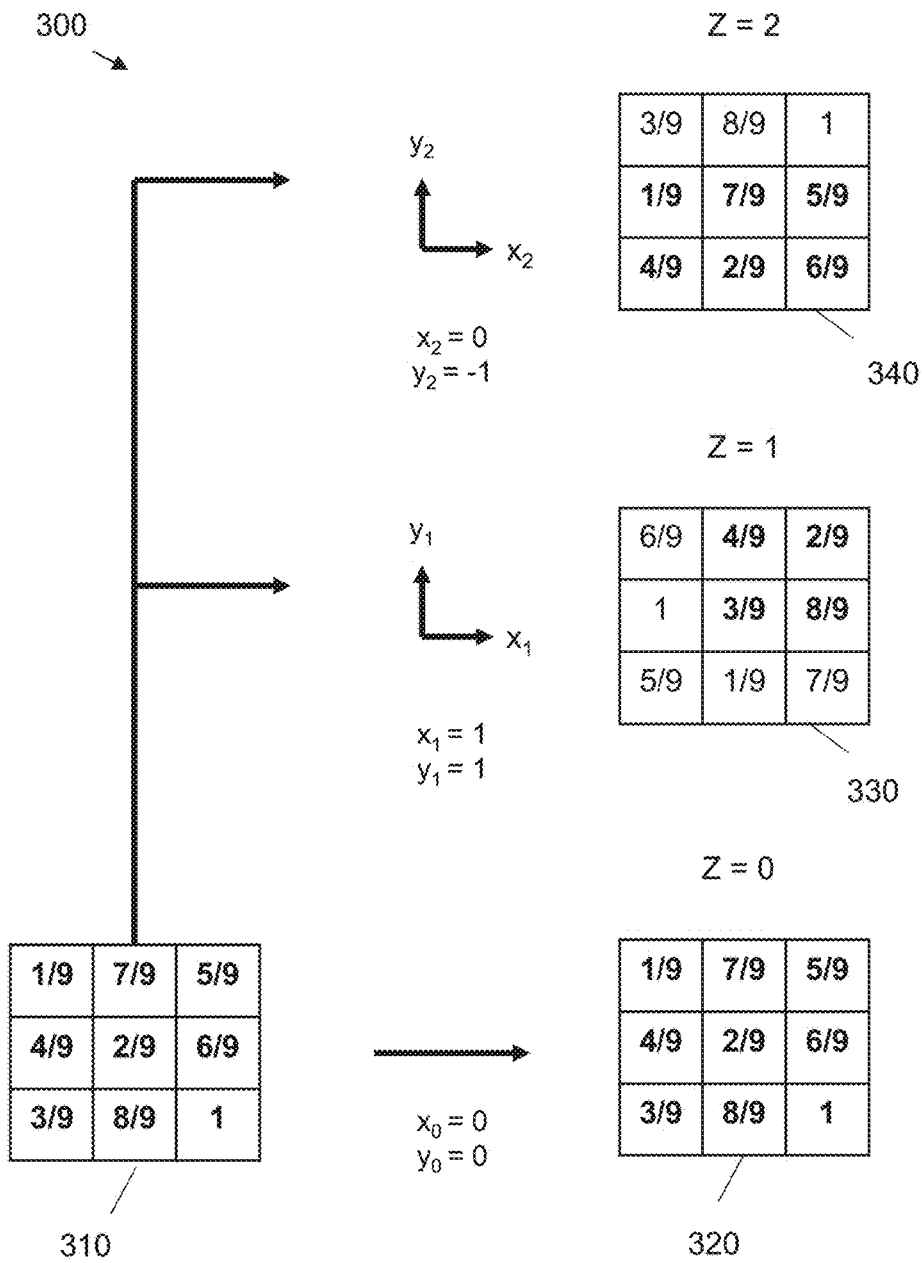 300
Z = 2
3/9 8/9 1
1/9 7/9 5/9
4/9 2/9 6/9
y₂
x₂
x₂ = 0
y₂ = -1
340
Z = 1
6/9 4/9 2/9
1 3/9 8/9
5/9 1/9 7/9
y₁
x₁
x₁ = 1
y₁ = 1
330
Z = 0
1/9 7/9 5/9
4/9 2/9 6/9
3/9 8/9 1
310
x₀ = 0
y₀ = 0
1/9 7/9 5/9
4/9 2/9 6/9
3/9 8/9 1
320